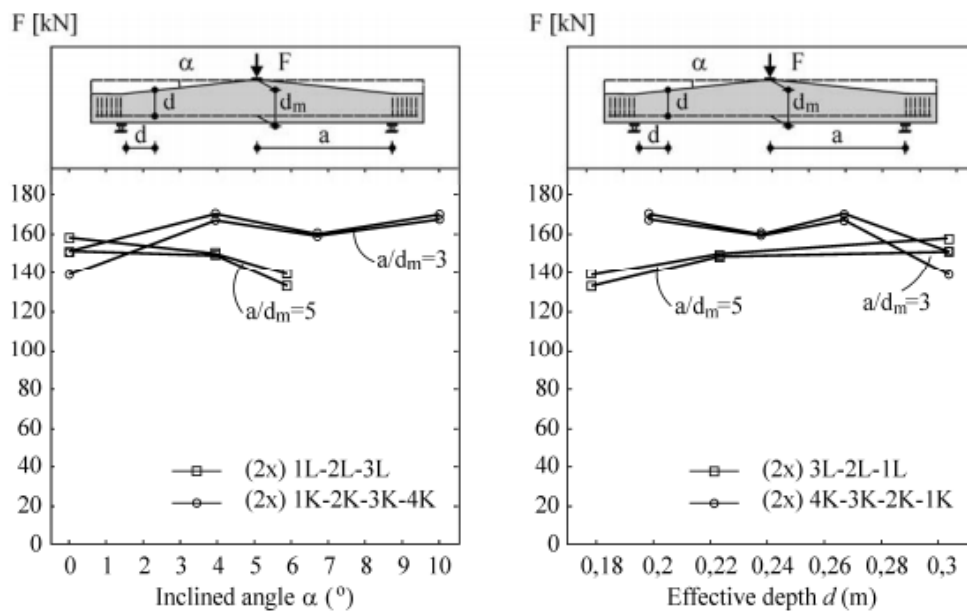 F [kN]
α
F
d
dm
d
a
180
160
140
120
100
80
60
40
20
0
a/dm=3
a/dm=5
(2x) 1L-2L-3L
(2x) 1K-2K-3K-4K
0 1 2 3 4 5 6 7 8 9 10
Inclined angle α (°)
F [kN]
α
F
d
dm
d
a
180
160
140
120
100
80
60
40
20
0
a/dm=5
a/dm=3
(2x) 3L-2L-1L
(2x) 4K-3K-2K-1K
0,18 0,2 0,22 0,24 0,26 0,28 0,3
Effective depth d (m)